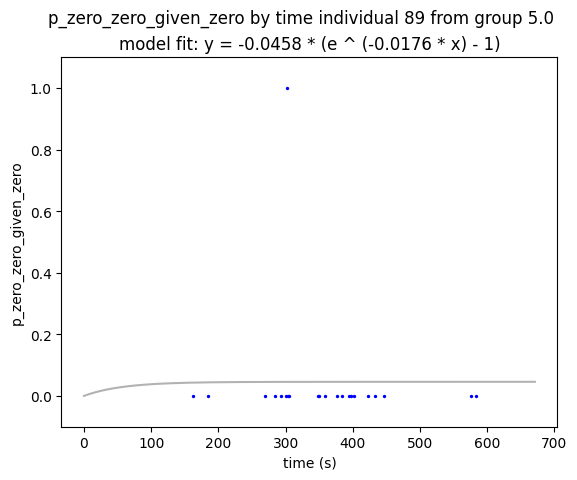 p_zero_zero_given_zero by time individual 89 from group 5.0
model fit: y = -0.0458 * (e ^ (-0.0176 * x) - 1)
1.0
0.8
0.6
0.4
0.2
0.0
p_zero_zero_given_zero
0 100 200 300 400 500 600 700
time (s)